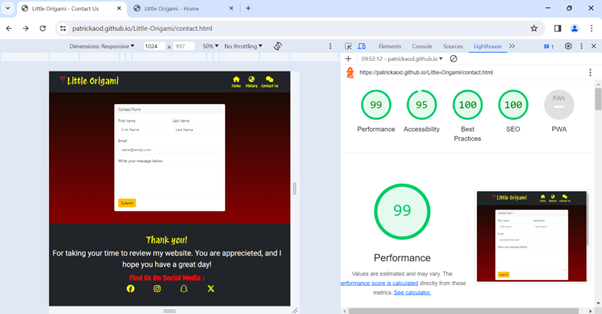 Little Origami - Contact Us
Little Origami - Home
patrickaod.github.io/Little-Origami/contact.html
Dimensions: Responsive 1024 x 997 50% No throttling
Elements Console Sources Lighthouse 1
09:52:12 - patrickaod.github.io
https://patrickaod.github.io/Little-Origami/contact.html
Little Origami
Home History Contact Us
Contact Form
First name Last name
First Name Last Name
Email
name@email.com
Write your message below
Submit
Thank you!
For taking your time to review my website. You are apprecieted, and I
hope you have a great day!
Find Us On Social Media :
99 95 100 100
Performance Accessibility Best Practices SEO PWA
99
Performance
Values are estimated and may vary. The
performance score is calculated directly from these
metrics. See calculator.
Little Origami